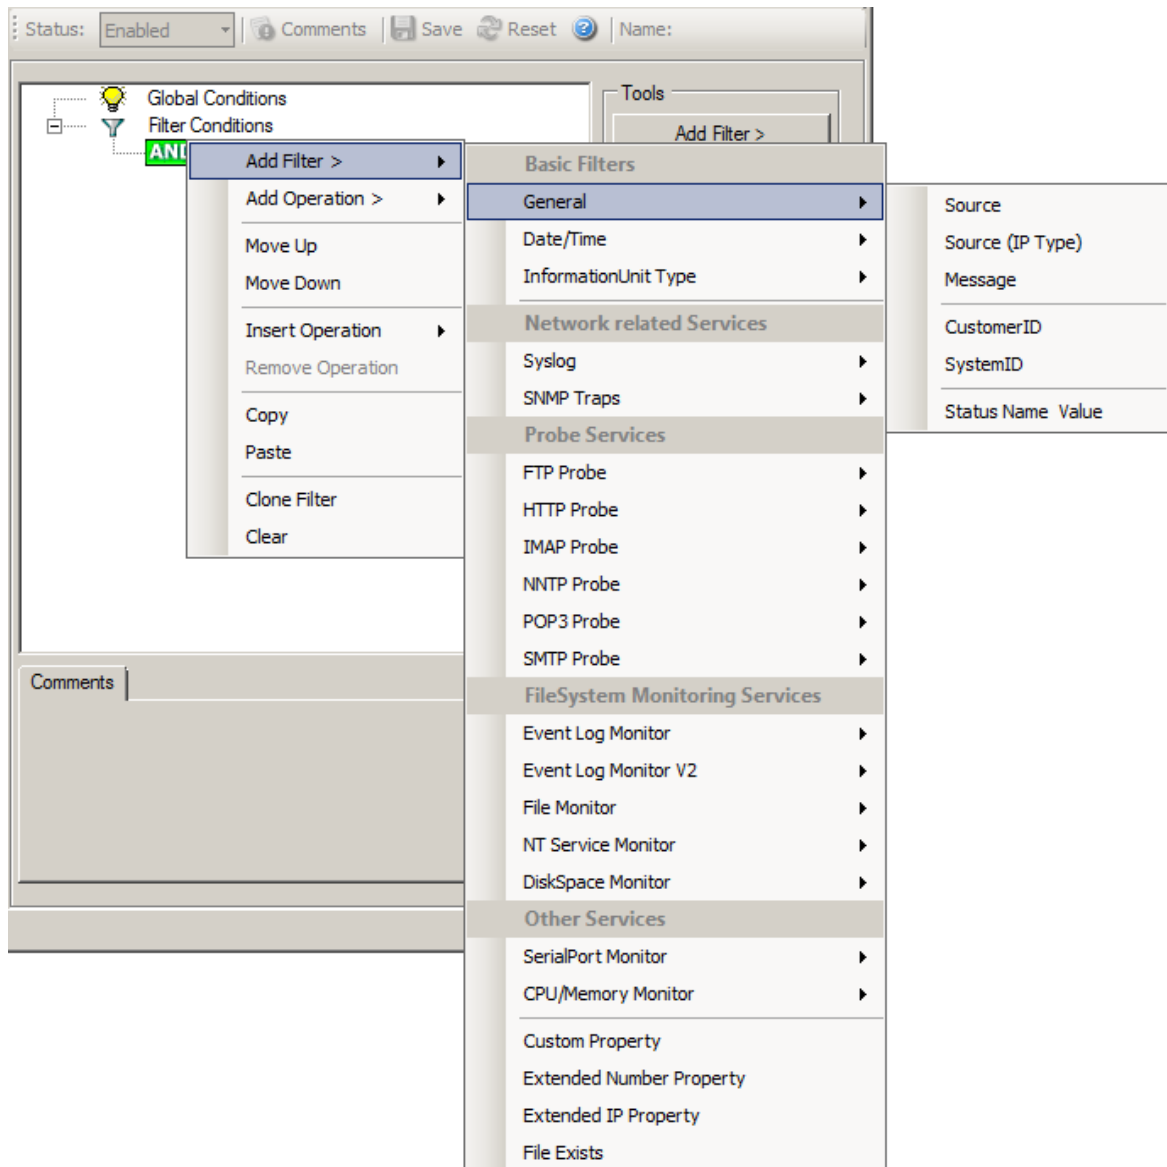 Status: Enabled Comments Save Reset Name:
Global Conditions
Filter Conditions
AND
Tools
Add Filter >
Add Filter >
Add Operation >
Move Up
Move Down
Insert Operation
Remove Operation
Copy
Paste
Clone Filter
Clear
Basic Filters
General
Date/Time
InformationUnit Type
Network related Services
Syslog
SNMP Traps
Probe Services
FTP Probe
HTTP Probe
IMAP Probe
NNTP Probe
POP3 Probe
SMTP Probe
FileSystem Monitoring Services
Event Log Monitor
Event Log Monitor V2
File Monitor
NT Service Monitor
DiskSpace Monitor
Other Services
SerialPort Monitor
CPU/Memory Monitor
Custom Property
Extended Number Property
Extended IP Property
File Exists
Source
Source (IP Type)
Message
CustomerID
SystemID
Status Name Value
Comments